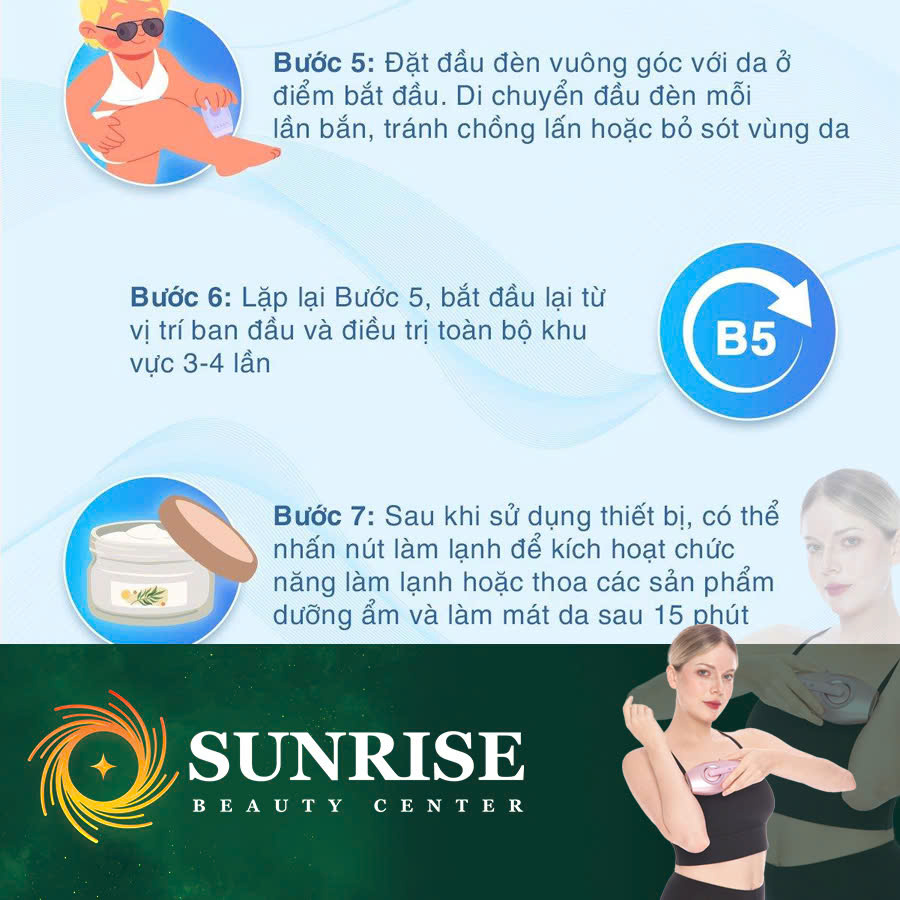 Bước 5: Đặt đầu đèn vuông góc với da ở
điểm bắt đầu. Di chuyển đầu đèn mỗi
lần bắn, tránh chồng lấn hoặc bỏ sót vùng da
Bước 6: Lặp lại Bước 5, bắt đầu lại từ
vị trí ban đầu và điều trị toàn bộ khu
vực 3-4 lần
B5
Bước 7: Sau khi sử dụng thiết bị, có thể
nhấn nút làm lạnh để kích hoạt chức
năng làm lạnh hoặc thoa các sản phẩm
dưỡng ẩm và làm mát da sau 15 phút
SUNRISE
BEAUTY CENTER